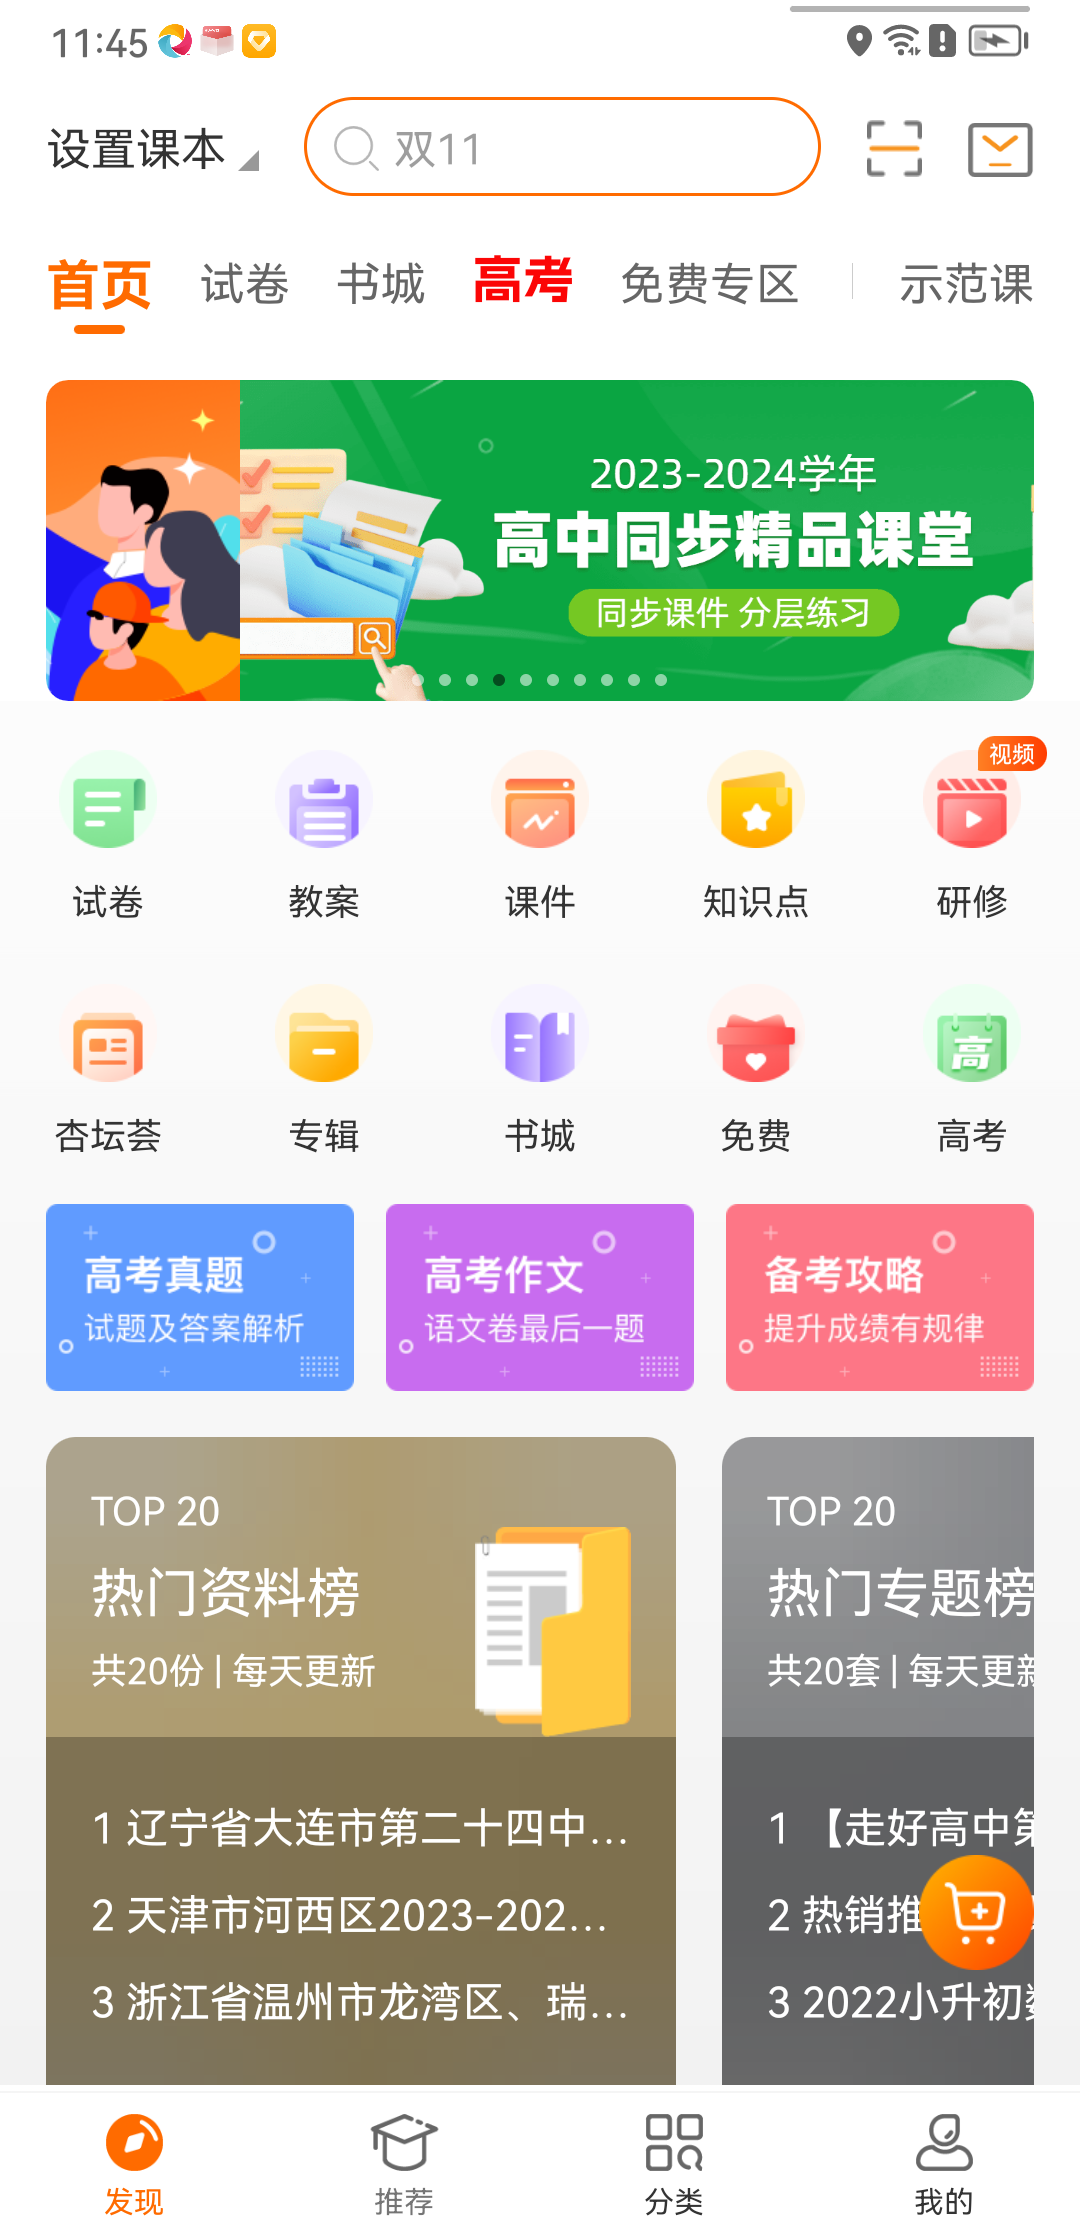 11:45
设置课本
双11
首页 试卷 书城 高考 免费专区 示范课
2023-2024学年
高中同步精品课堂
同步课件 分层练习
视频
试卷 教案 课件 知识点 研修
高
杏坛荟 专辑 书城 免费 高考
高考真题 高考作文 备考攻略
试题及答案解析 语文卷最后一题 提升成绩有规律
TOP 20
热门资料榜
共20份 | 每天更新
1 辽宁省大连市第二十四中...
2 天津市河西区2023-202...
3 浙江省温州市龙湾区、瑞...
TOP 20
热门专题榜
共20套 | 每天更新
1 【走好高中第
2 热销推
3 2022小升初数
发现 推荐 分类 我的